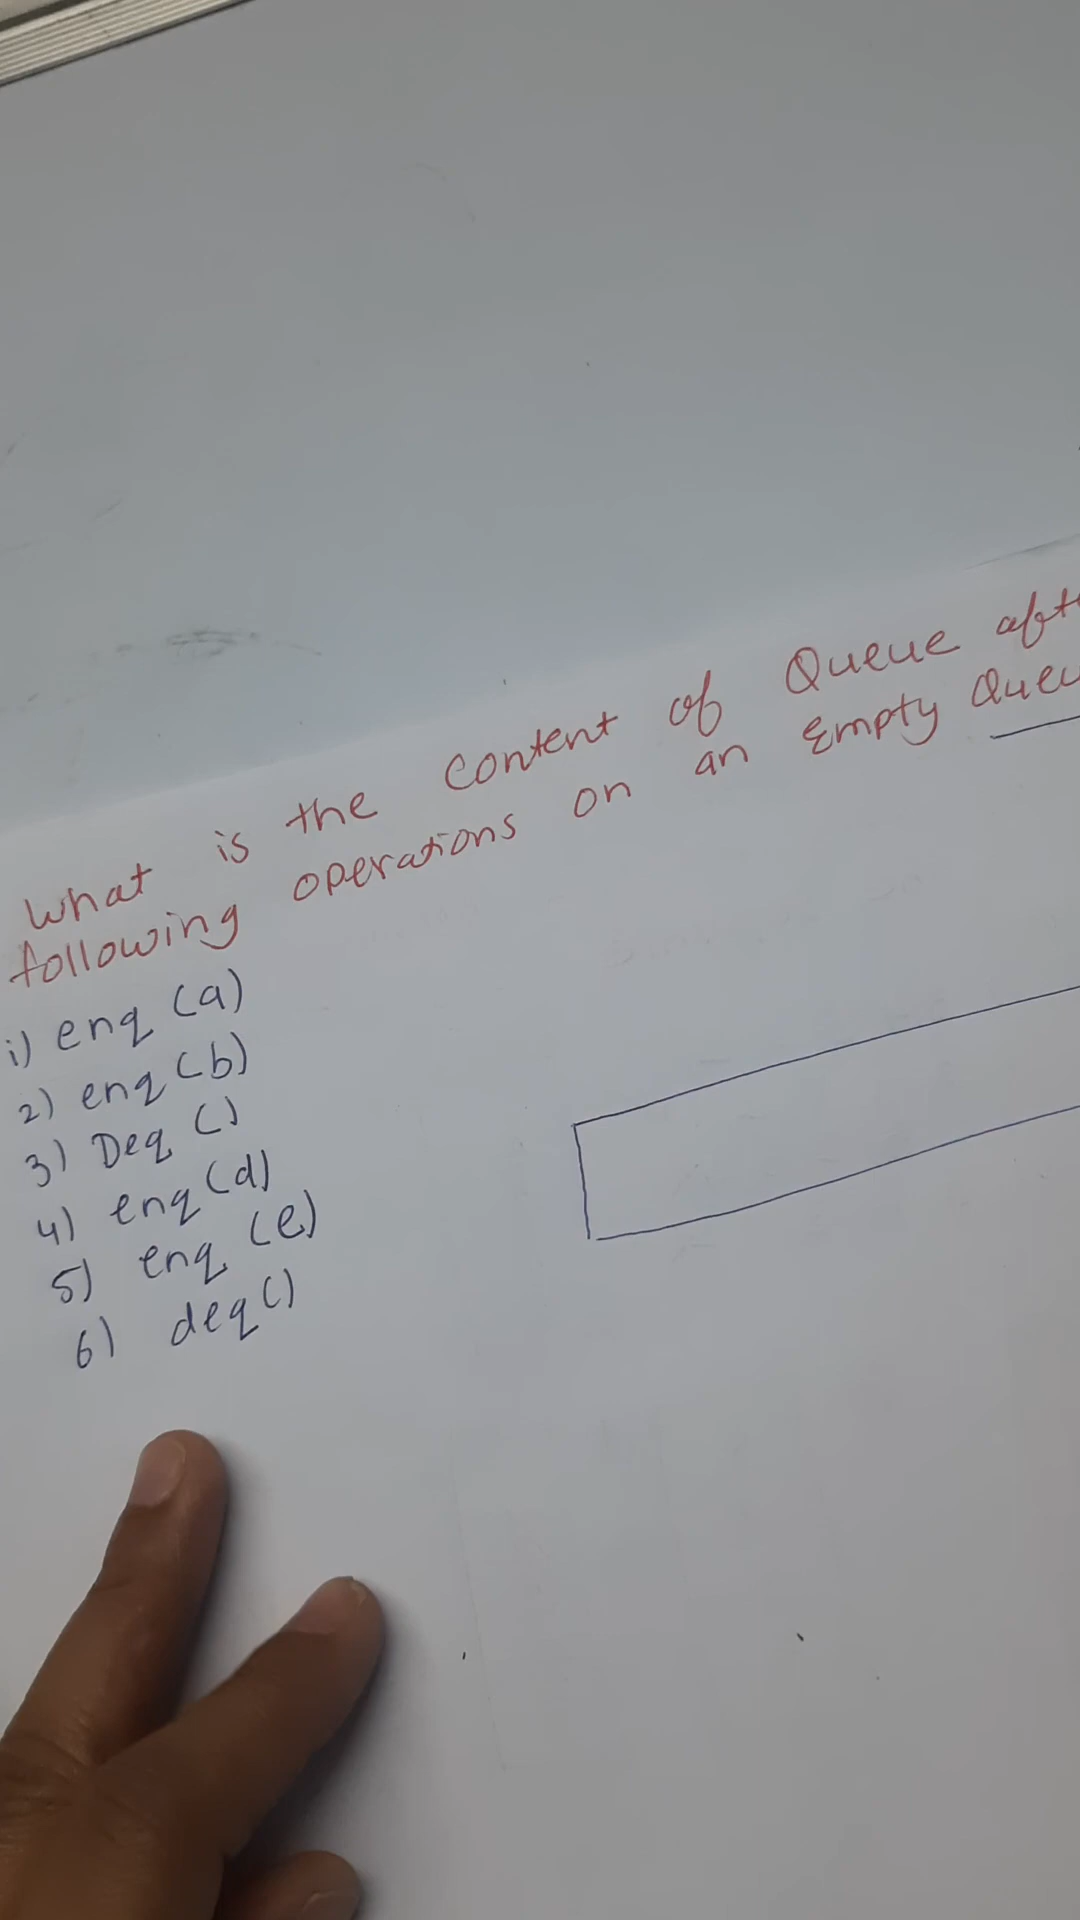 What is the content of Queue
following operations on an Empty
i) enq (a)
2) enq (b)
3) Deq ()
4) enq (d)
5) enq (e)
6) deq ()